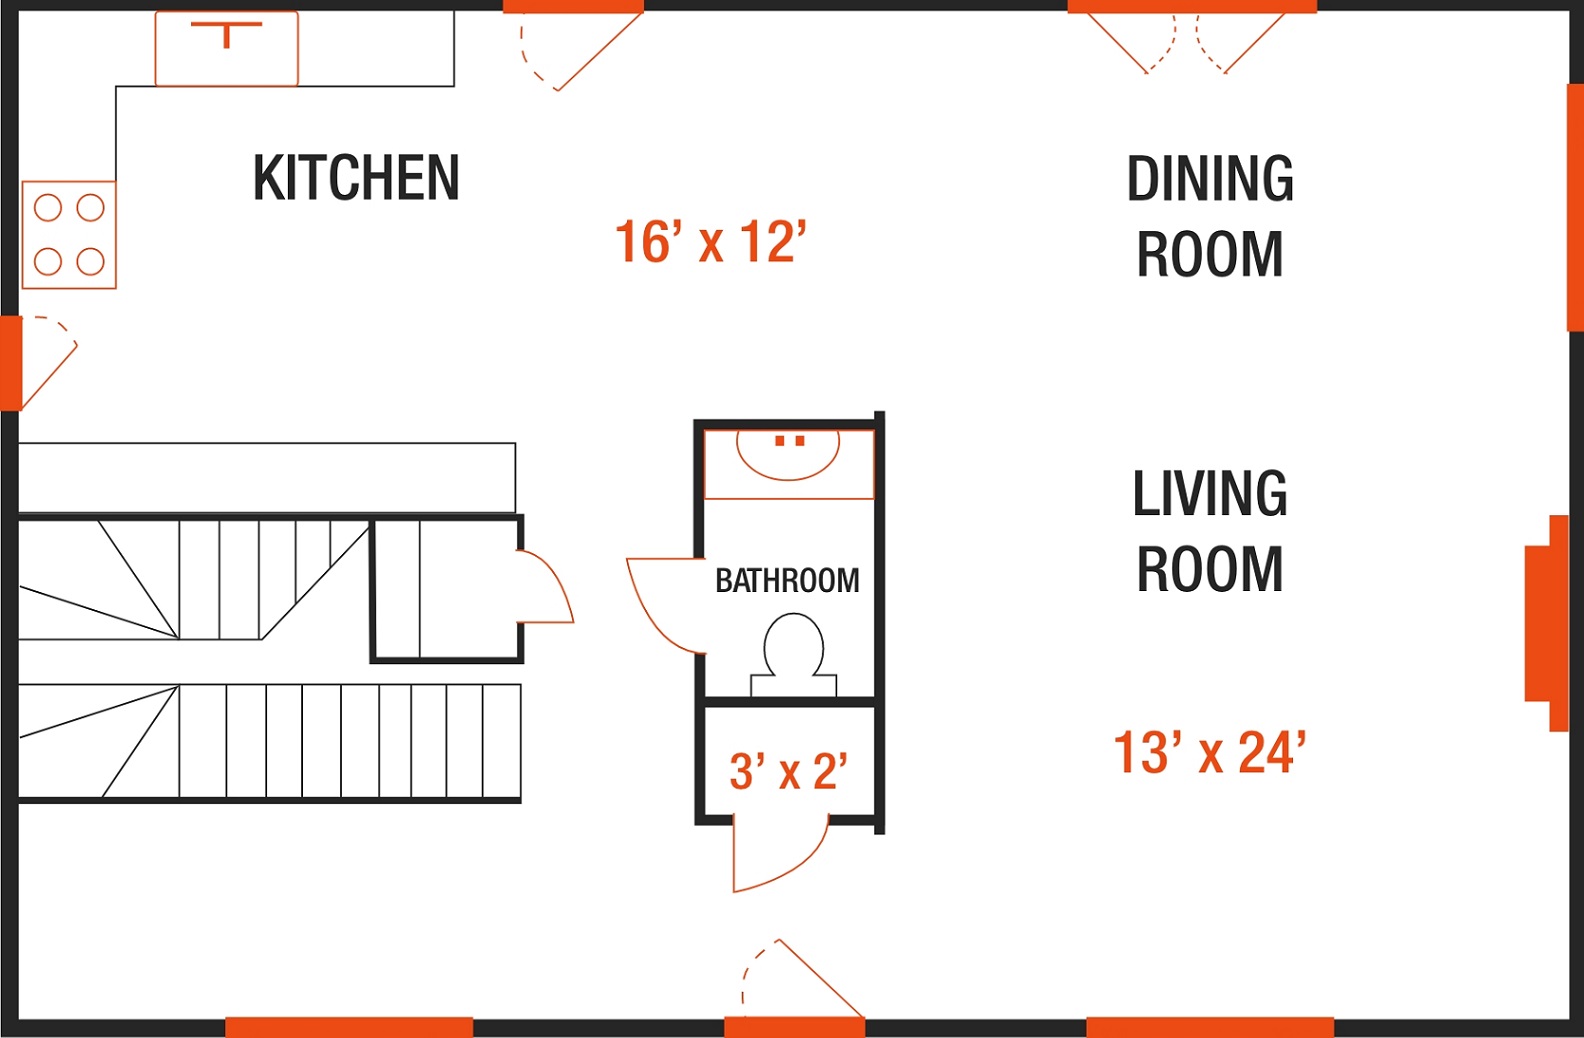 KITCHEN
16’ x 12’
DINING
ROOM
LIVING
ROOM
BATHROOM
13’ x 24’
3’ x 2’